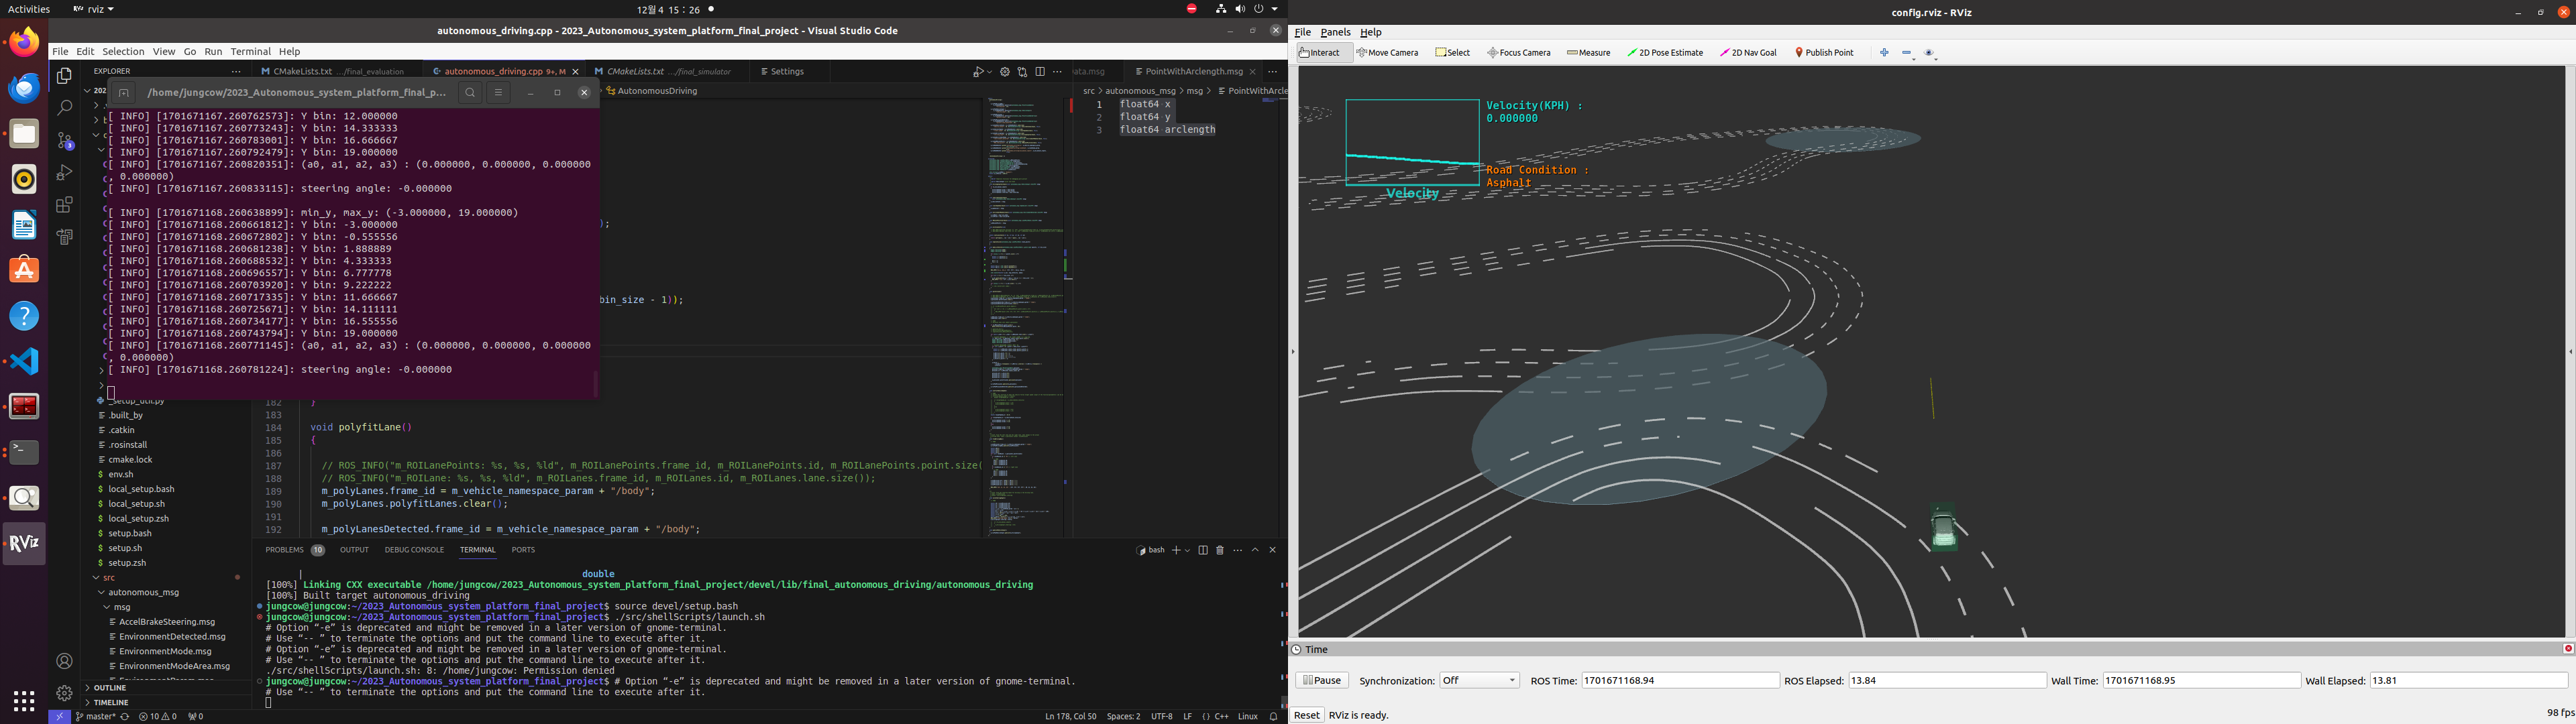 Activities
rviz
12월 4 15 : 26
autonomous_driving.cpp - 2023_Autonomous_system_platform_final_project - Visual Studio Code
File Edit Selection View Go Run Terminal Help
EXPLORER
CMakeLists.txt .../final_evaluation
autonomous_driving.cpp 9+, M
CMakeLists.txt .../final_simulator
Settings
PointWithArclength.msg
/home/jungcow/2023_Autonomous_system_platform_final_p...
AutonomousDriving
src > autonomous_msg > msg > PointWithArcle
[ INFO] [1701671167.260762573]: Y bin: 12.000000
[ INFO] [1701671167.260773243]: Y bin: 14.333333
[ INFO] [1701671167.260783001]: Y bin: 16.666667
[ INFO] [1701671167.260792479]: Y bin: 19.000000
[ INFO] [1701671167.260820351]: (a0, a1, a2, a3) : (0.000000, 0.000000, 0.000000
, 0.000000)
[ INFO] [1701671167.260833115]: steering angle: -0.000000
[ INFO] [1701671168.260638899]: min_y, max_y: (-3.000000, 19.000000)
[ INFO] [1701671168.260661812]: Y bin: -3.000000
[ INFO] [1701671168.260672802]: Y bin: -0.555556
[ INFO] [1701671168.260681238]: Y bin: 1.888889
[ INFO] [1701671168.260688532]: Y bin: 4.333333
[ INFO] [1701671168.260696557]: Y bin: 6.777778
[ INFO] [1701671168.260703920]: Y bin: 9.222222
[ INFO] [1701671168.260717335]: Y bin: 11.666667
[ INFO] [1701671168.260725671]: Y bin: 14.111111
[ INFO] [1701671168.260734177]: Y bin: 16.555556
[ INFO] [1701671168.260743794]: Y bin: 19.000000
[ INFO] [1701671168.260771145]: (a0, a1, a2, a3) : (0.000000, 0.000000, 0.000000
, 0.000000)
[ INFO] [1701671168.260781224]: steering angle: -0.000000
);
bin_size - 1));
1 float64 x
2 float64 y
3 float64 arclength
_setup_util.py
.built_by
.catkin
.rosinstall
cmake.lock
env.sh
local_setup.bash
local_setup.sh
local_setup.zsh
setup.bash
setup.sh
setup.zsh
src
autonomous_msg
msg
AccelBrakeSteering.msg
EnvironmentDetected.msg
EnvironmentMode.msg
EnvironmentModeArea.msg
EnvironmentParam.msg
OUTLINE
TIMELINE
182 }
183
184 void polyfitLane()
185 {
186
187 // ROS_INFO("m_ROILanePoints: %s, %s, %ld", m_ROILanePoints.frame_id, m_ROILanePoints.id, m_ROILanePoints.point.size(
188 // ROS_INFO("m_ROILane: %s, %s, %ld", m_ROILanes.frame_id, m_ROILanes.id, m_ROILanes.lane.size());
189 m_polyLanes.frame_id = m_vehicle_namespace_param + "/body";
190 m_polyLanes.polyfitLanes.clear();
191
192 m_polyLanesDetected.frame_id = m_vehicle_namespace_param + "/body";
PROBLEMS 10 OUTPUT DEBUG CONSOLE TERMINAL PORTS
bash
| double
[100%] Linking CXX executable /home/jungcow/2023_Autonomous_system_platform_final_project/devel/lib/final_autonomous_driving/autonomous_driving
[100%] Built target autonomous_driving
jungcow@jungcow:~/2023_Autonomous_system_platform_final_project$ source devel/setup.bash
jungcow@jungcow:~/2023_Autonomous_system_platform_final_project$ ./src/shellScripts/launch.sh
# Option “-e” is deprecated and might be removed in a later version of gnome-terminal.
# Use “-- ” to terminate the options and put the command line to execute after it.
# Option “-e” is deprecated and might be removed in a later version of gnome-terminal.
# Use “-- ” to terminate the options and put the command line to execute after it.
./src/shellScripts/launch.sh: 8: /home/jungcow: Permission denied
jungcow@jungcow:~/2023_Autonomous_system_platform_final_project$ # Option “-e” is deprecated and might be removed in a later version of gnome-terminal.
# Use “-- ” to terminate the options and put the command line to execute after it.
master* 10 0 0
Ln 178, Col 50 Spaces: 2 UTF-8 LF {} C++ Linux
config.rviz - RViz
File Panels Help
Interact Move Camera Select Focus Camera Measure 2D Pose Estimate 2D Nav Goal Publish Point
Velocity(KPH) :
0.000000
Road Condition :
Asphalt
Velocity
Time
Pause Synchronization: Off ROS Time: 1701671168.94 ROS Elapsed: 13.84 Wall Time: 1701671168.95 Wall Elapsed: 13.81
Reset RViz is ready. 98 fps